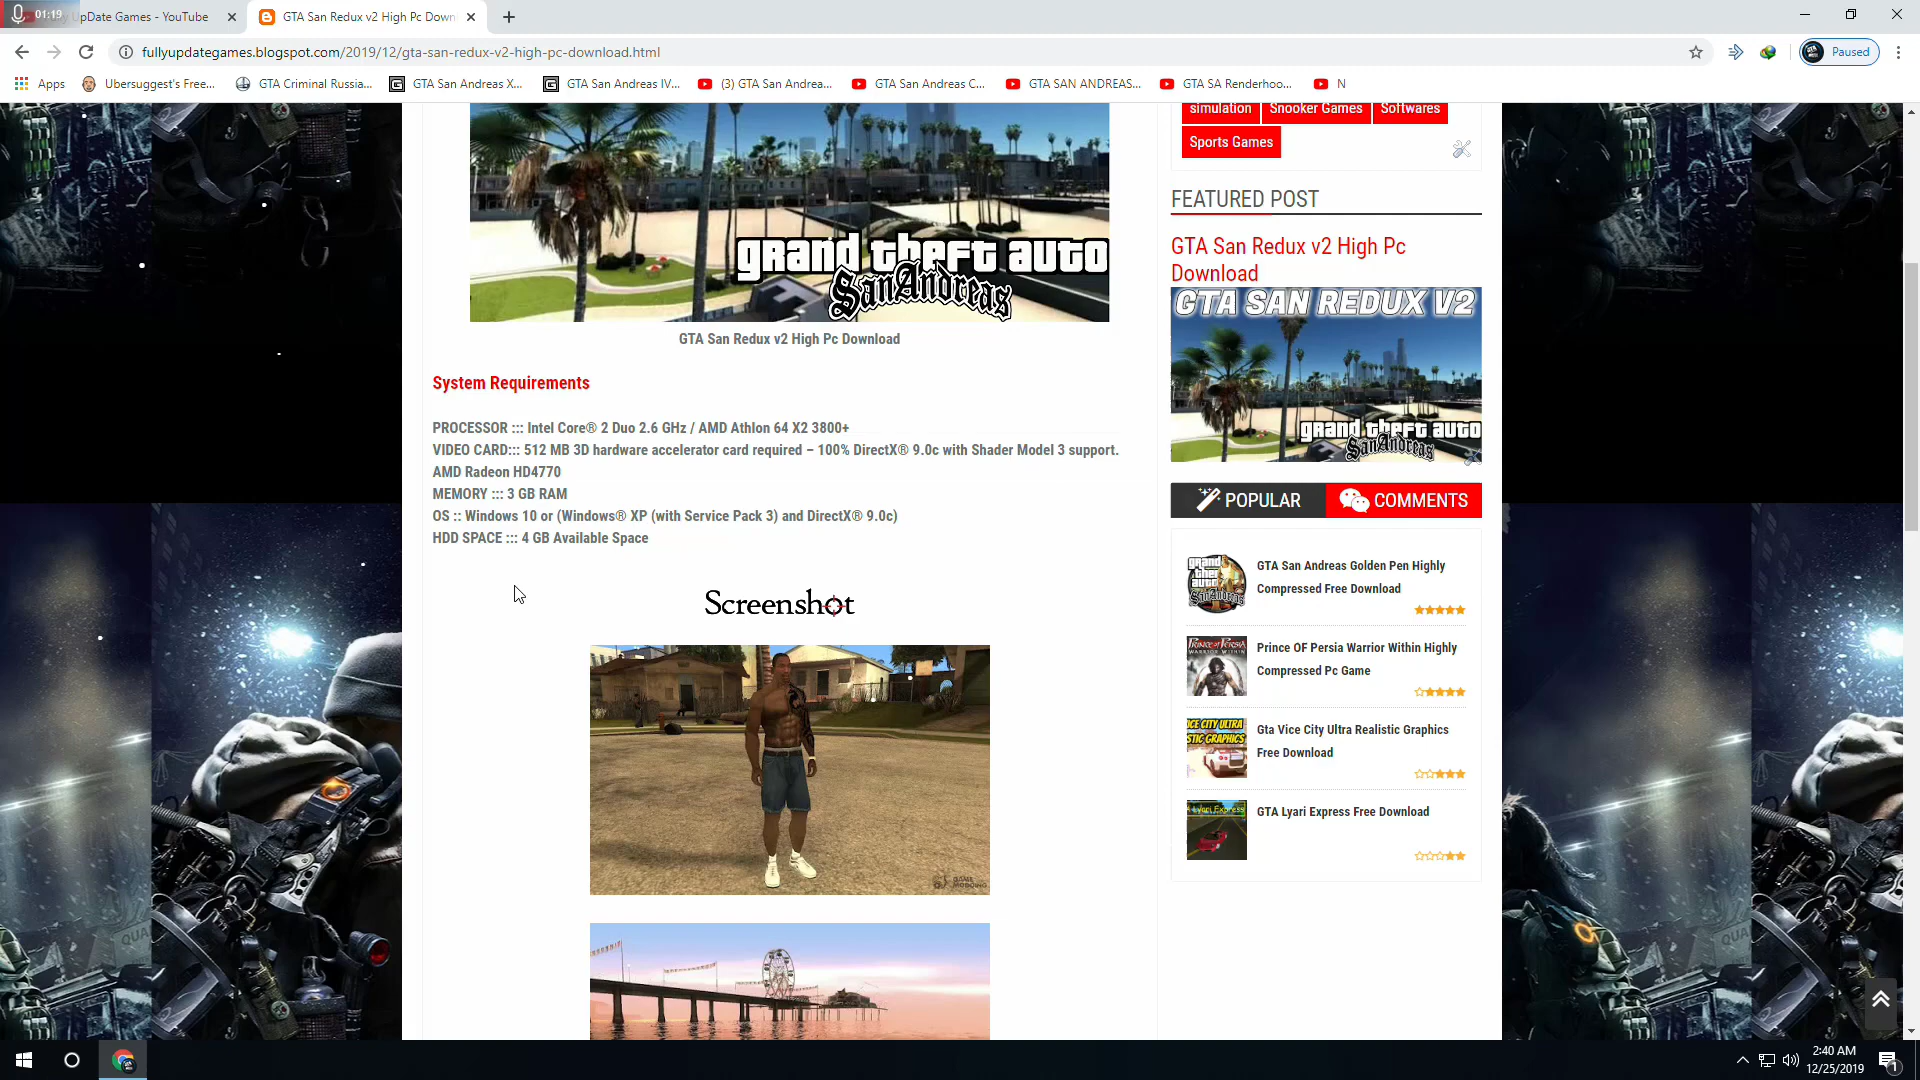 01:19
UpDate Games - YouTube
GTA San Redux v2 High Pc Down
fullyupdategames.blogspot.com/2019/12/gta-san-redux-v2-high-pc-download.html
Paused
Apps
Ubersuggest's Free...
GTA Criminal Russia...
GTA San Andreas X...
GTA San Andreas IV...
(3) GTA San Andrea...
GTA San Andreas C...
GTA SAN ANDREAS...
GTA SA Renderhoo...
N
grand theft auto
San Andreas
GTA San Redux v2 High Pc Download
System Requirements
PROCESSOR ::: Intel Core® 2 Duo 2.6 GHz / AMD Athlon 64 X2 3800+
VIDEO CARD::: 512 MB 3D hardware accelerator card required – 100% DirectX® 9.0c with Shader Model 3 support.
AMD Radeon HD4770
MEMORY ::: 3 GB RAM
OS :: Windows 10 or (Windows® XP (with Service Pack 3) and DirectX® 9.0c)
HDD SPACE ::: 4 GB Available Space
Screenshot
simulation
Snooker Games
Softwares
Sports Games
FEATURED POST
GTA San Redux v2 High Pc
Download
GTA SAN REDUX V2
grand theft auto
San Andreas
POPULAR
COMMENTS
GTA San Andreas Golden Pen Highly
Compressed Free Download
Prince OF Persia Warrior Within Highly
Compressed Pc Game
Gta Vice City Ultra Realistic Graphics
Free Download
GTA Lyari Express Free Download
2:40 AM
12/25/2019
1